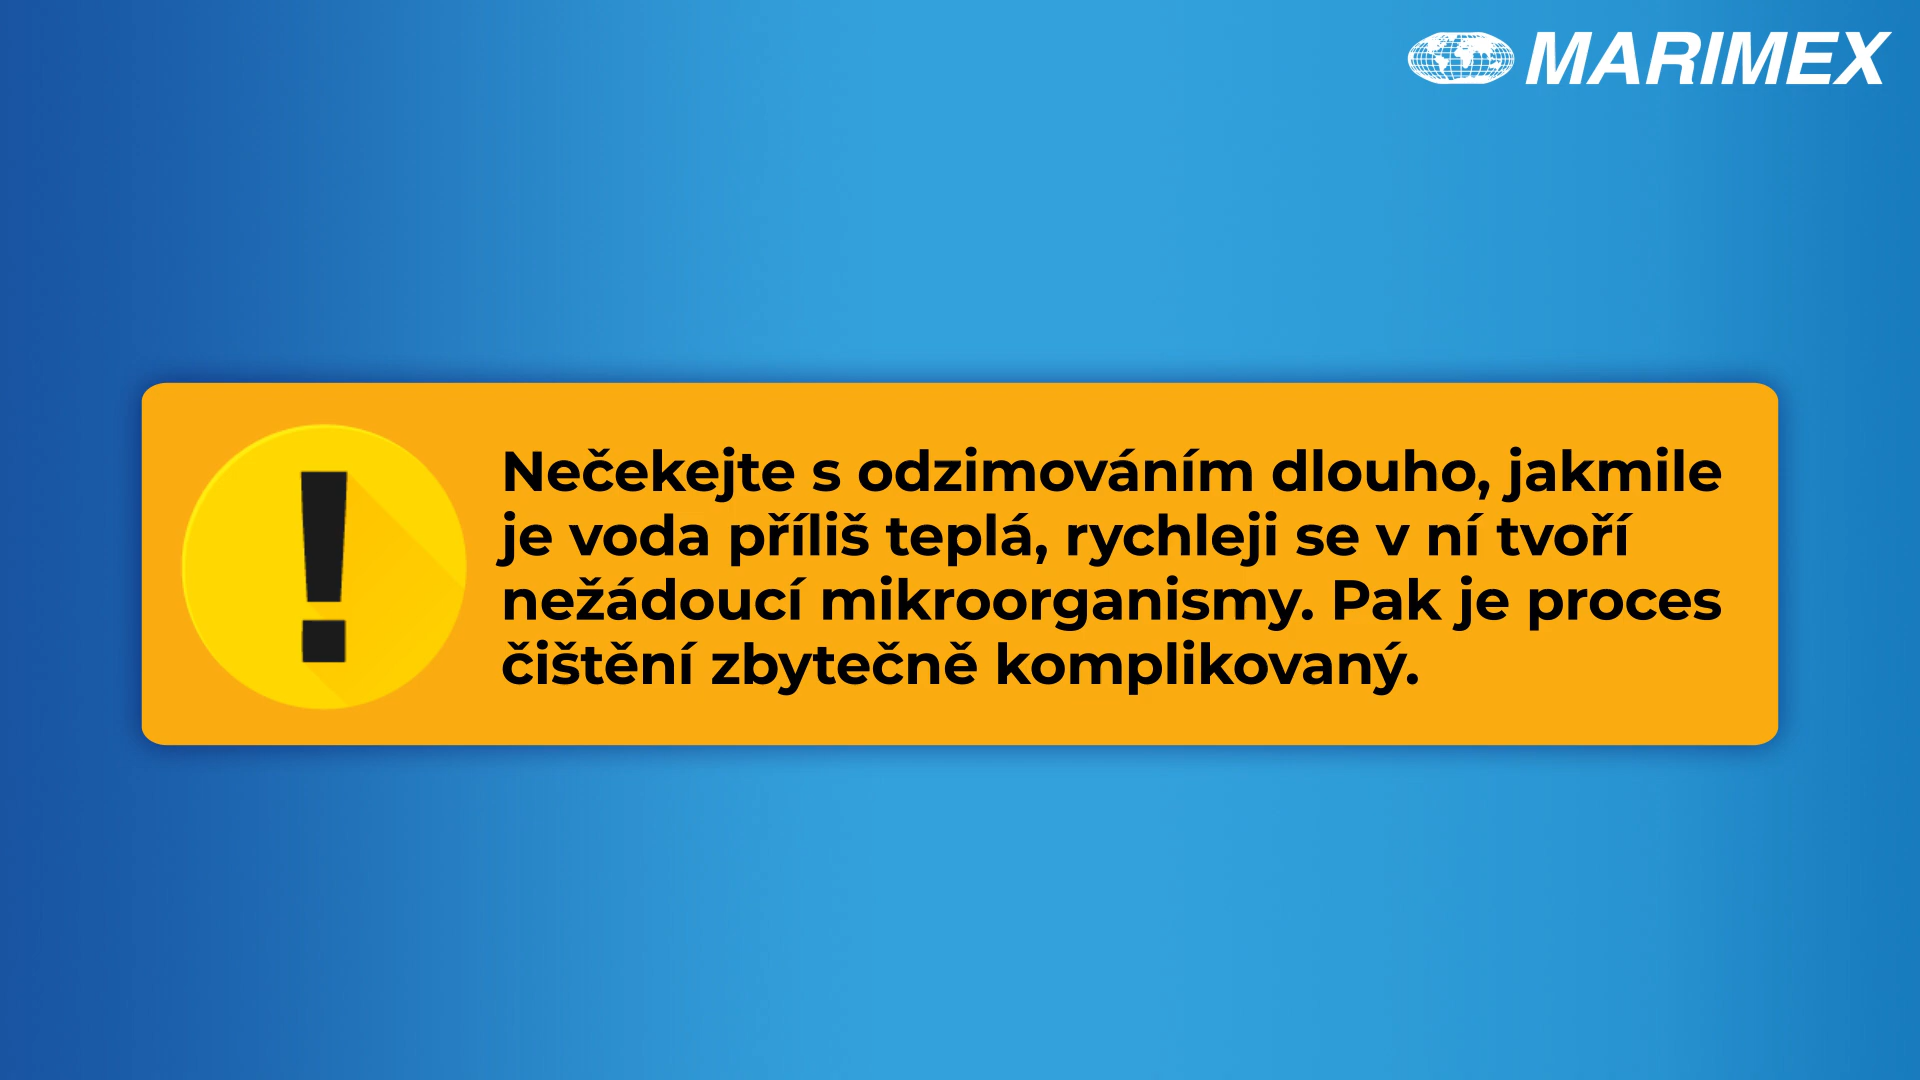 MARIMEX
Nečekejte s odzimováním dlouho, jakmile
je voda příliš teplá, rychleji se v ní tvoří
nežádoucí mikroorganismy. Pak je proces
čištění zbytečně komplikovaný.